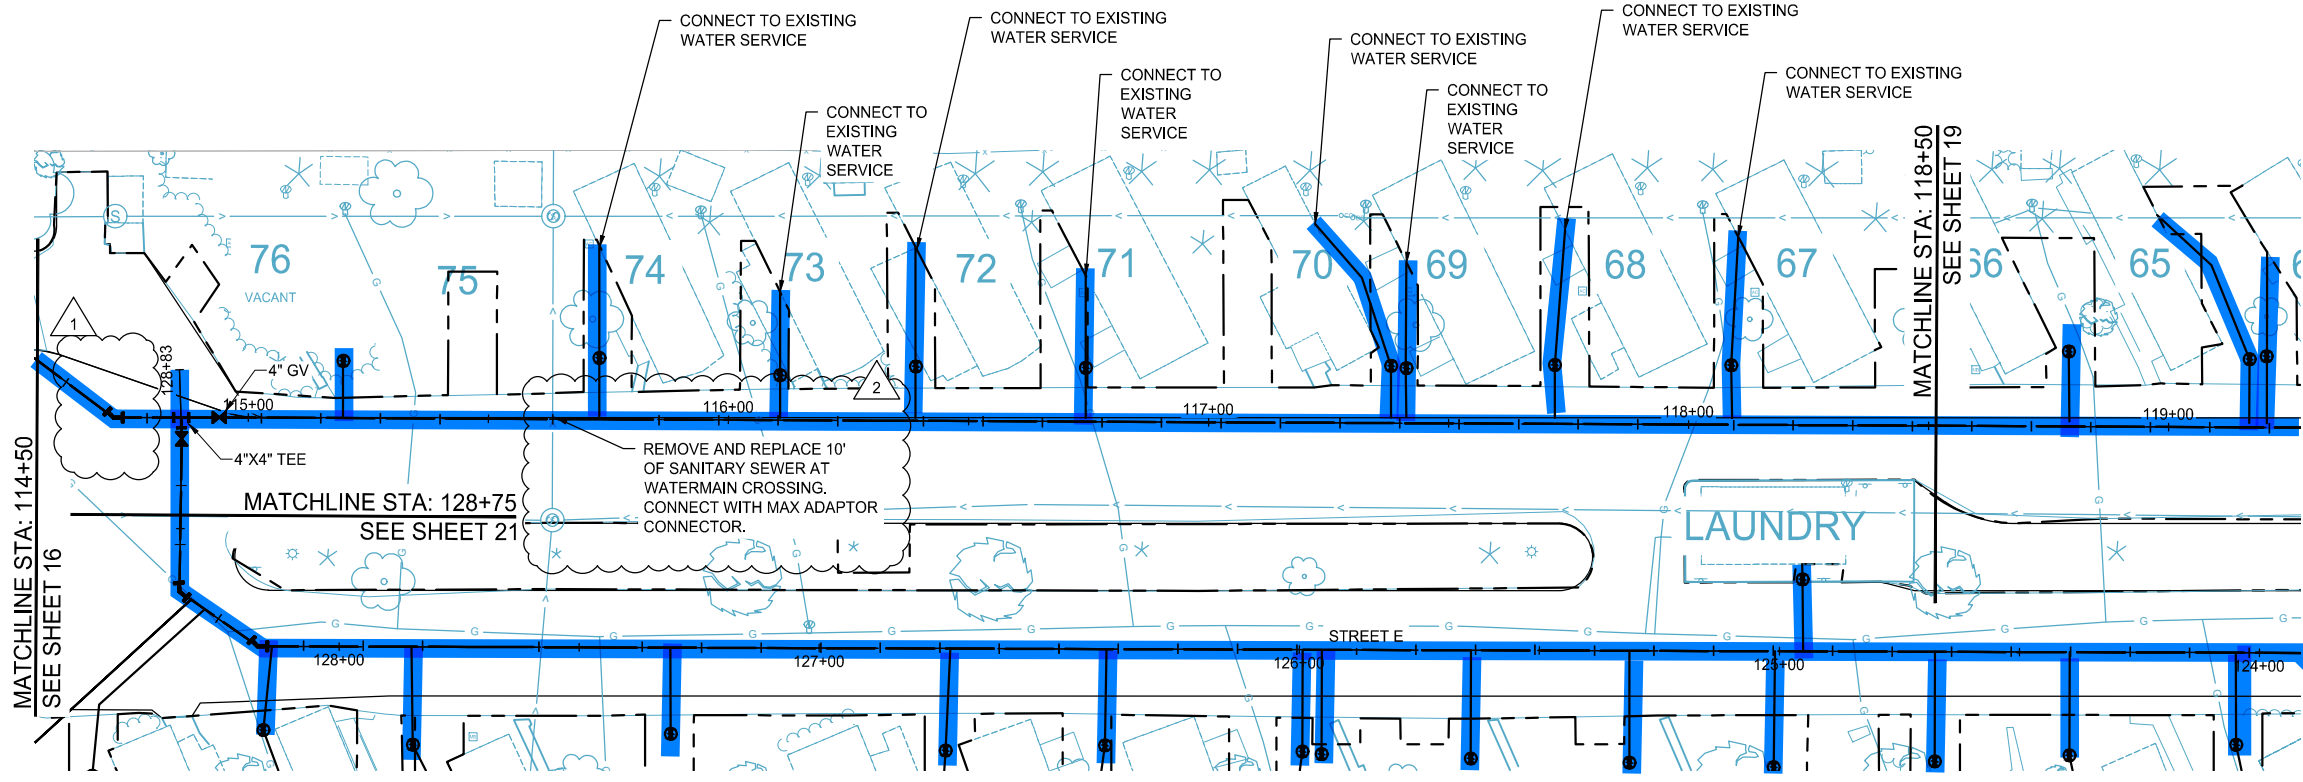 CONNECT TO EXISTING
WATER SERVICE
CONNECT TO EXISTING
WATER SERVICE
CONNECT TO EXISTING
WATER SERVICE
CONNECT TO EXISTING
WATER SERVICE
CONNECT TO
EXISTING
WATER
SERVICE
CONNECT TO
EXISTING
WATER
SERVICE
CONNECT TO
EXISTING
WATER
SERVICE
CONNECT TO EXISTING
WATER SERVICE
MATCHLINE STA: 118+50
SEE SHEET 19
S
76
VACANT
75
74
73
72
71
70
69
68
67
66
65
1
2
128+83
4" GV
115+00
116+00
117+00
118+00
119+00
4"X4" TEE
REMOVE AND REPLACE 10'
OF SANITARY SEWER AT
WATERMAIN CROSSING.
CONNECT WITH MAX ADAPTOR
CONNECTOR.
MATCHLINE STA: 128+75
SEE SHEET 21
MATCHLINE STA: 114+50
SEE SHEET 16
LAUNDRY
STREET E
128+00
127+00
126+00
125+00
124+00
G
G
G
G
G
G
G
G
G
G
G
G